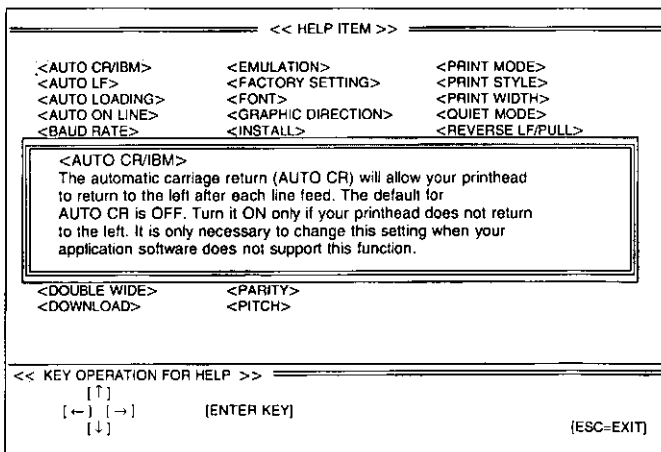 << HELP ITEM >>
<AUTO CR/IBM> <EMULATION> <PRINT MODE>
<AUTO LF> <FACTORY SETTING> <PRINT STYLE>
<AUTO LOADING> <FONT> <PRINT WIDTH>
<AUTO ON LINE> <GRAPHIC DIRECTION> <QUIET MODE>
<BAUD RATE> <INSTALL> <REVERSE LF/PULL>
<AUTO CR/IBM>
The automatic carriage return (AUTO CR) will allow your printhead
to return to the left after each line feed. The default for
AUTO CR is OFF. Turn it ON only if your printhead does not return
to the left. It is only necessary to change this setting when your
application software does not support this function.
<DOUBLE WIDE> <PARITY>
<DOWNLOAD> <PITCH>
<< KEY OPERATION FOR HELP >>
[↑]
[←] [→] [ENTER KEY]
[↓] [ESC=EXIT]